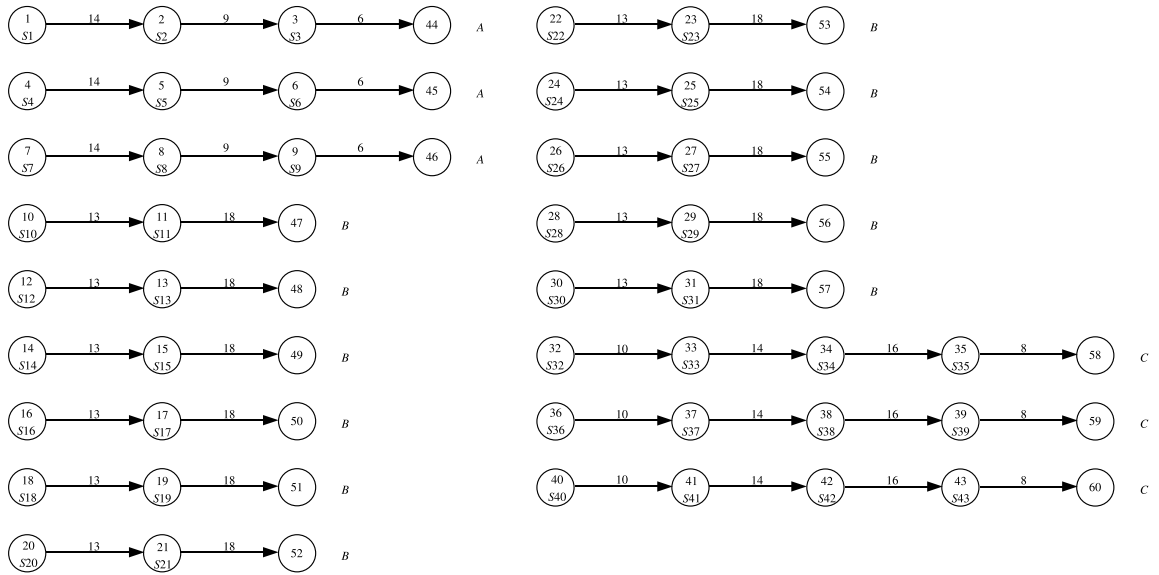 1 S1 14 2 S2 9 3 S3 6 44 A
4 S4 14 5 S5 9 6 S6 6 45 A
7 S7 14 8 S8 9 9 S9 6 46 A
10 S10 13 11 S11 18 47 B
12 S12 13 13 S13 18 48 B
14 S14 13 15 S15 18 49 B
16 S16 13 17 S17 18 50 B
18 S18 13 19 S19 18 51 B
20 S20 13 21 S21 18 52 B
22 S22 13 23 S23 18 53 B
24 S24 13 25 S25 18 54 B
26 S26 13 27 S27 18 55 B
28 S28 13 29 S29 18 56 B
30 S30 13 31 S31 18 57 B
32 S32 10 33 S33 14 34 S34 16 35 S35 8 58 C
36 S36 10 37 S37 14 38 S38 16 39 S39 8 59 C
40 S40 10 41 S41 14 42 S42 16 43 S43 8 60 C